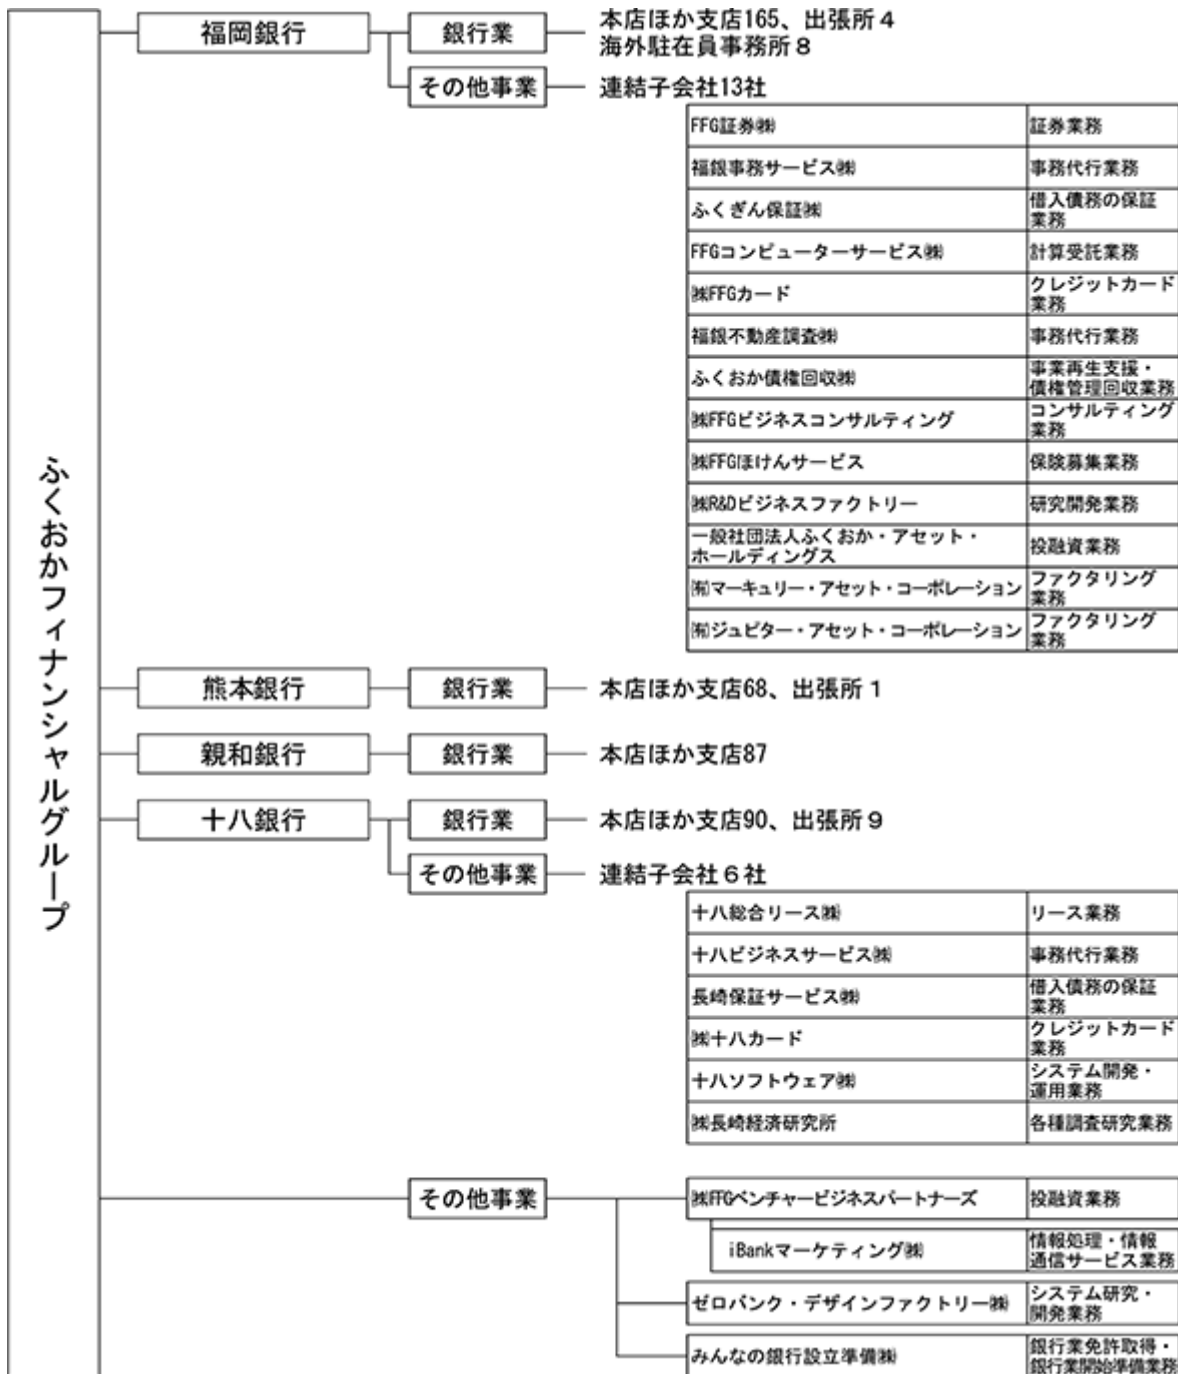 ふくおかフィナンシャルグループ
福岡銀行
銀行業
本店ほか支店165、出張所4
海外駐在員事務所8
その他事業
連結子会社13社
FFG証券㈱
証券業務
福銀事務サービス㈱
事務代行業務
ふくぎん保証㈱
借入債務の保証
業務
FFGコンピューターサービス㈱
計算受託業務
㈱FFGカード
クレジットカード
業務
福銀不動産調査㈱
事務代行業務
ふくおか債権回収㈱
事業再生支援・
債権管理回収業務
㈱FFGビジネスコンサルティング
コンサルティング
業務
㈱FFGほけんサービス
保険募集業務
㈱R&Dビジネスファクトリー
研究開発業務
一般社団法人ふくおか・アセット・
ホールディングス
投融資業務
㈲マーキュリー・アセット・コーポレーション
ファクタリング
業務
㈲ジュピター・アセット・コーポレーション
ファクタリング
業務
熊本銀行
銀行業
本店ほか支店68、出張所1
親和銀行
銀行業
本店ほか支店87
十八銀行
銀行業
本店ほか支店90、出張所9
その他事業
連結子会社6社
十八総合リース㈱
リース業務
十八ビジネスサービス㈱
事務代行業務
長崎保証サービス㈱
借入債務の保証
業務
㈱十八カード
クレジットカード
業務
十八ソフトウェア㈱
システム開発・
運用業務
㈱長崎経済研究所
各種調査研究業務
その他事業
㈱FFGベンチャービジネスパートナーズ
投融資業務
iBankマーケティング㈱
情報処理・情報
通信サービス業務
ゼロバンク・デザインファクトリー㈱
システム研究・
開発業務
みんなの銀行設立準備㈱
銀行業免許取得・
銀行業開始準備業務